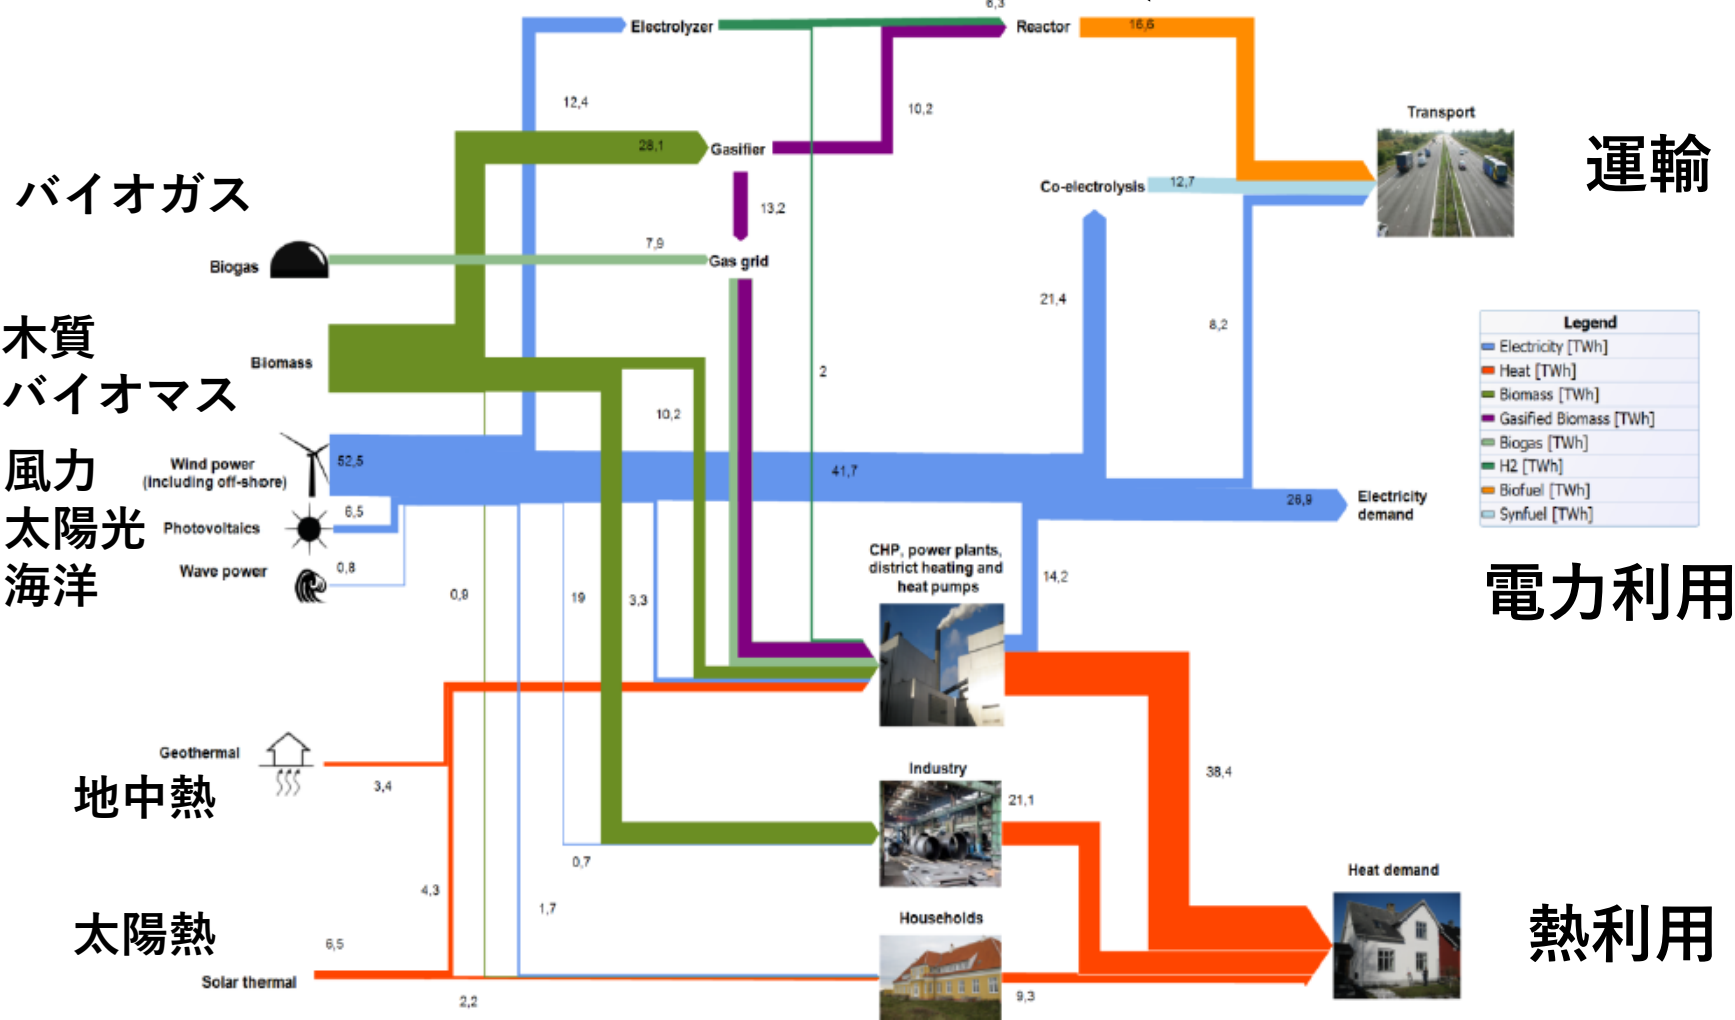 6,3
Electrolyzer
Reactor
16,6
12,4
10,2
Transport
運輸
28,1
Gasifier
バイオガス
Co-electrolysis
12,7
13,2
7,9
Biogas
Gas grid
21,4
8,2
木質
バイオマス
Biomass
2
10,2
Legend
Electricity [TWh]
Heat [TWh]
Biomass [TWh]
Gasified Biomass [TWh]
Biogas [TWh]
H2 [TWh]
Biofuel [TWh]
Synfuel [TWh]
風力
太陽光
海洋
Wind power
(including off-shore)
52,5
41,7
26,9
Electricity
demand
6,5
Photovoltaics
Wave power
0,8
0,9
19
3,3
CHP, power plants,
district heating and
heat pumps
14,2
電力利用
Geothermal
地中熱
3,4
Industry
21,1
38,4
0,7
4,3
1,7
Heat demand
太陽熱
6,5
Solar thermal
2,2
Households
9,3
熱利用